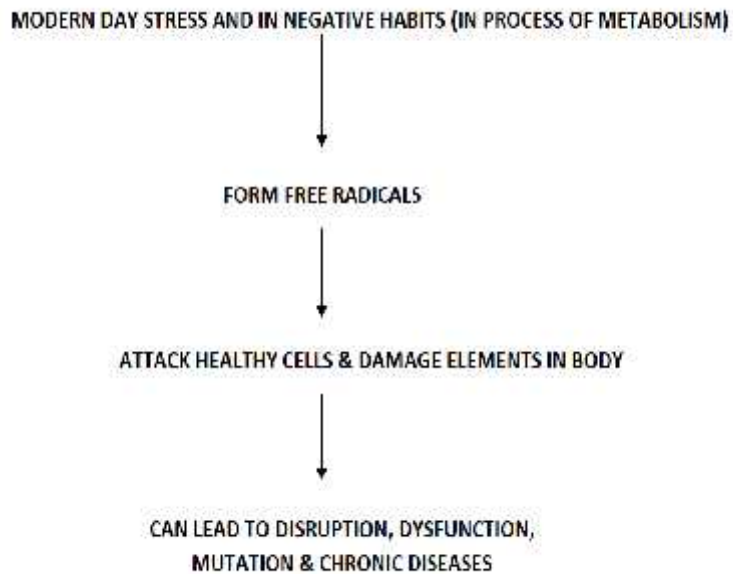 MODERN DAY STRESS AND IN NEGATIVE HABITS (IN PROCESS OF METABOLISM)
FORM FREE RADICALS
ATTACK HEALTHY CELLS & DAMAGE ELEMENTS IN BODY
CAN LEAD TO DISRUPTION, DYSFUNCTION,
MUTATION & CHRONIC DISEASES